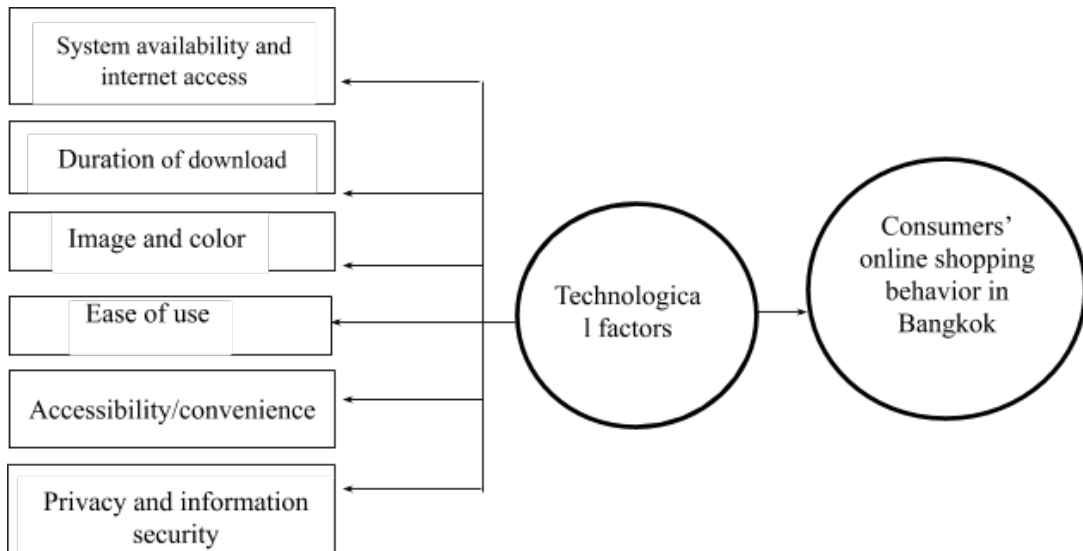 System availability and
internet access
Duration of download
Image and color
Ease of use
Accessibility/convenience
Privacy and information
security
Technologica
l factors
Consumers’
online shopping
behavior in
Bangkok